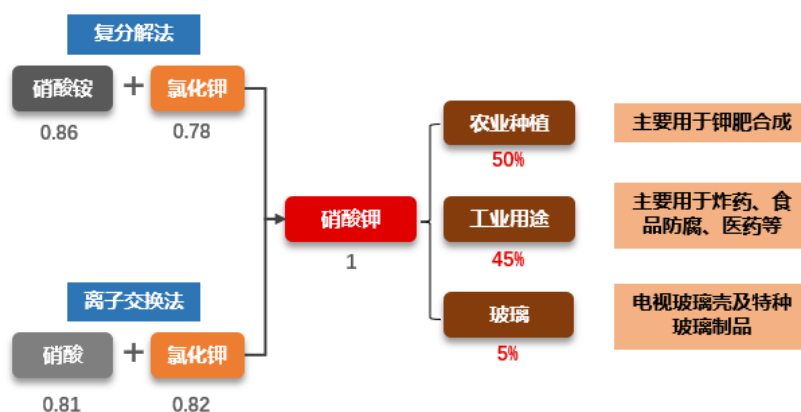 复分解法
硝酸铵
+
氯化钾
0.86
0.78
离子交换法
硝酸
+
氯化钾
0.81
0.82
硝酸钾
1
农业种植
50%
主要用于钾肥合成
工业用途
45%
主要用于炸药、食
品防腐、医药等
玻璃
5%
电视玻璃壳及特种
玻璃制品